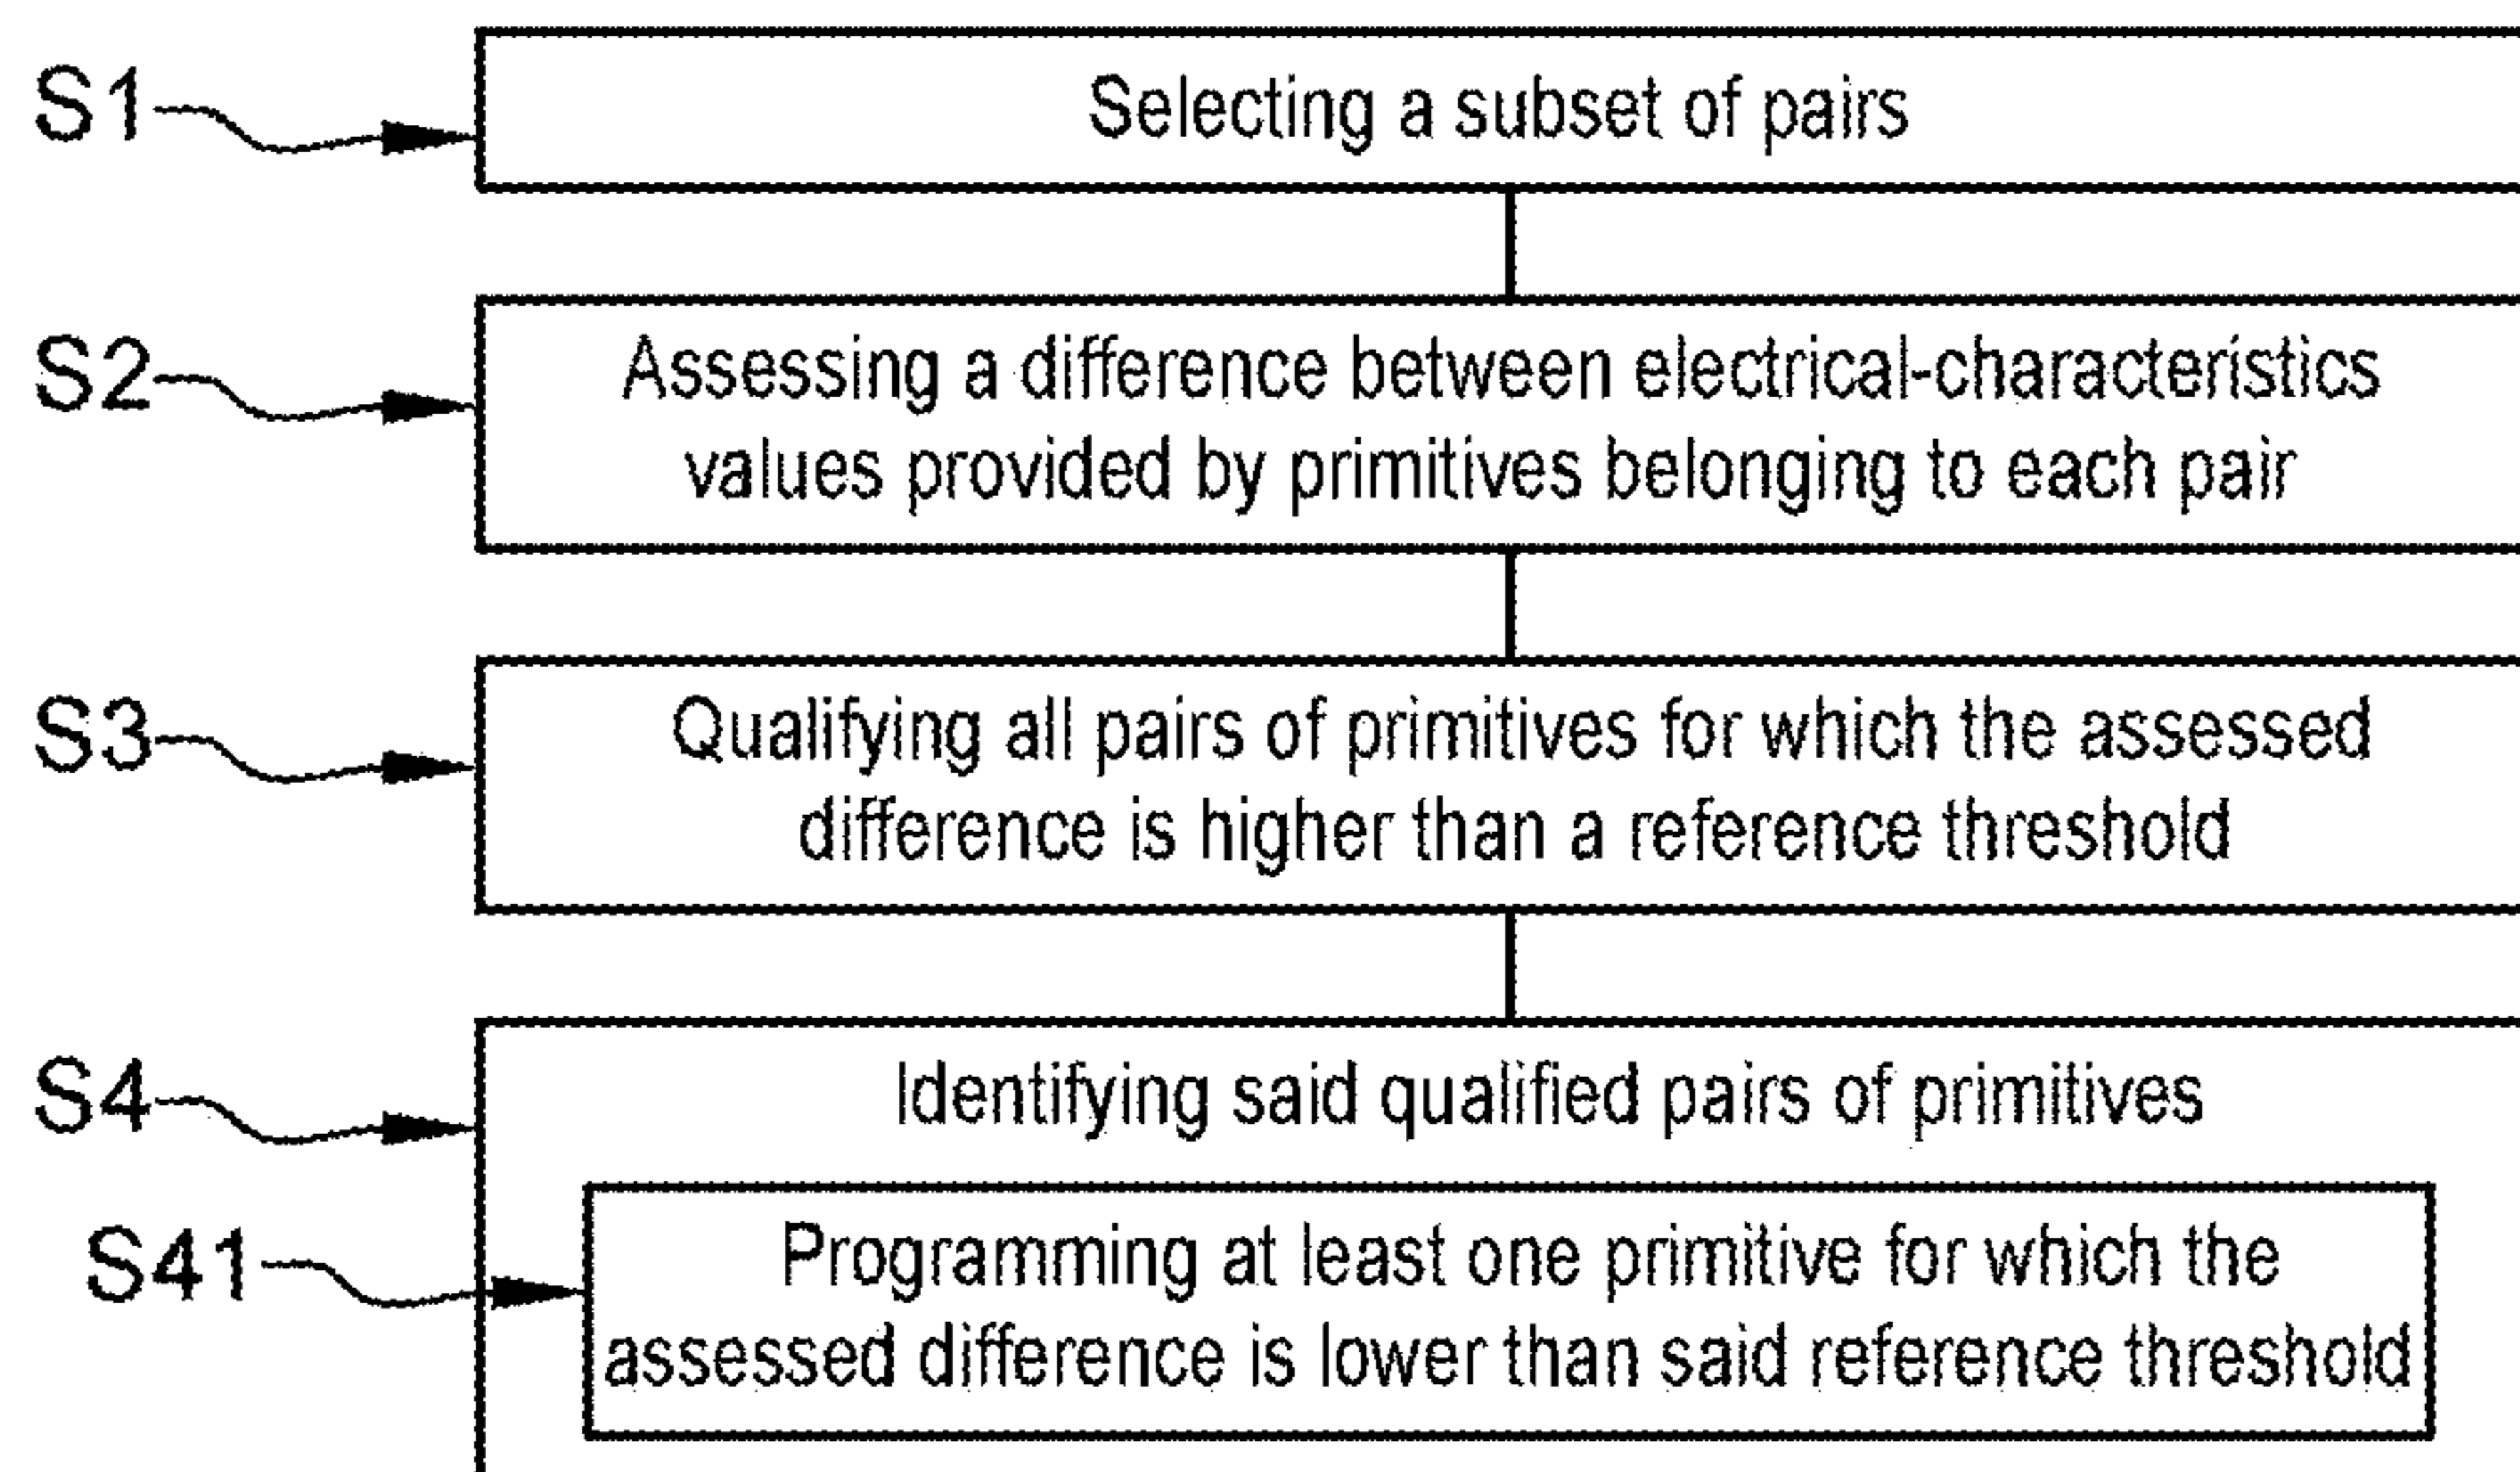 S1
Selecting a subset of pairs
S2
Assessing a difference between electrical-characteristics
values provided by primitives belonging to each pair
S3
Qualifying all pairs of primitives for which the assessed
difference is higher than a reference threshold
S4
Identifying said qualified pairs of primitives
S41
Programming at least one primitive for which the
assessed difference is lower than said reference threshold